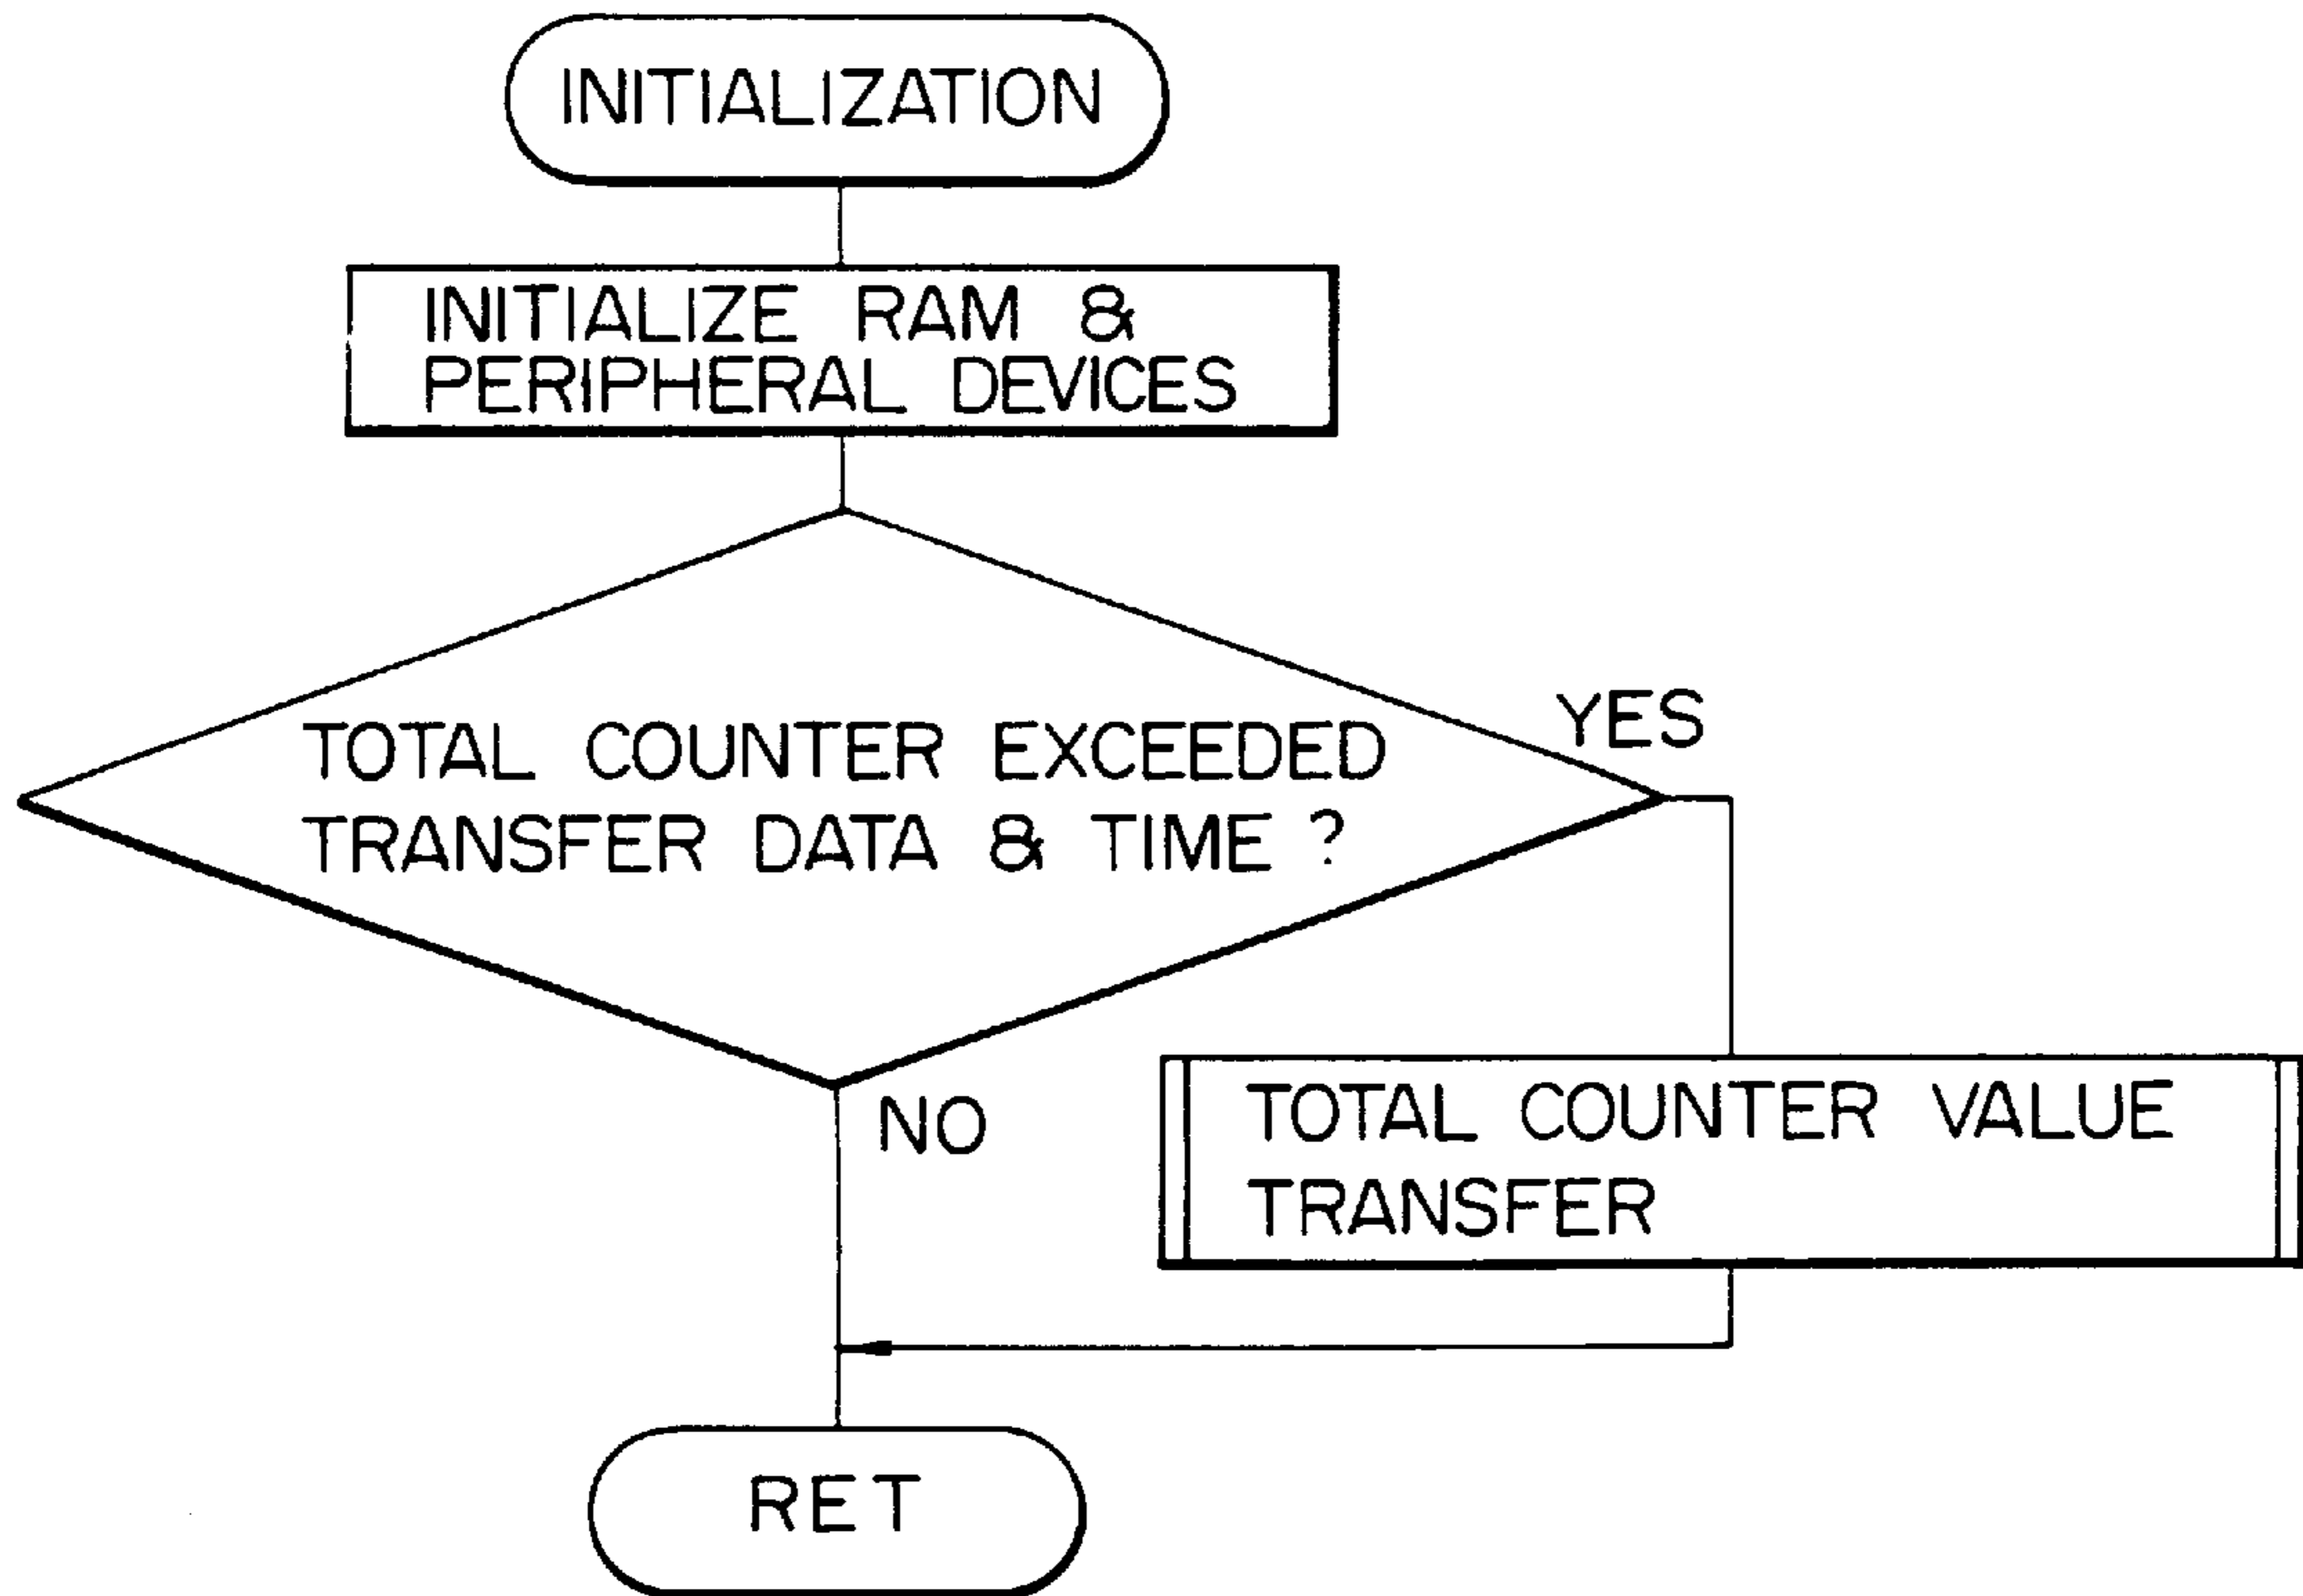 INITIALIZATION
INITIALIZE RAM &
PERIPHERAL DEVICES
TOTAL COUNTER EXCEEDED
TRANSFER DATA & TIME ?
YES
NO
TOTAL COUNTER VALUE
TRANSFER
RET